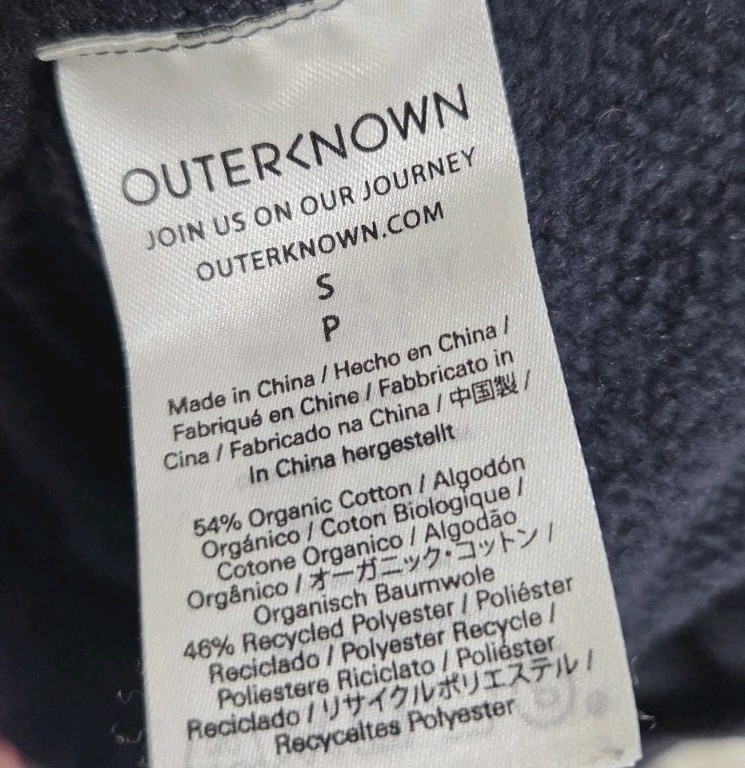 OUTERKNOWN
JOIN US ON OUR JOURNEY
OUTERKNOWN.COM
S
P
Made in China / Hecho en China /
Fabriqué en Chine / Fabbricato in
Cina / Fabricado na China / 中国製 /
In China hergestellt
54% Organic Cotton / Algodón
Orgánico / Coton Biologique /
Cotone Organico / Algodão
Orgânico / オーガニック・コットン /
Organisch Baumwole
46% Recycled Polyester / Poliéster
Reciclado / Polyester Recycle /
Poliestere Riciclato / Poliéster
Reciclado / リサイクルポリエステル /
Recyceltes Polyester